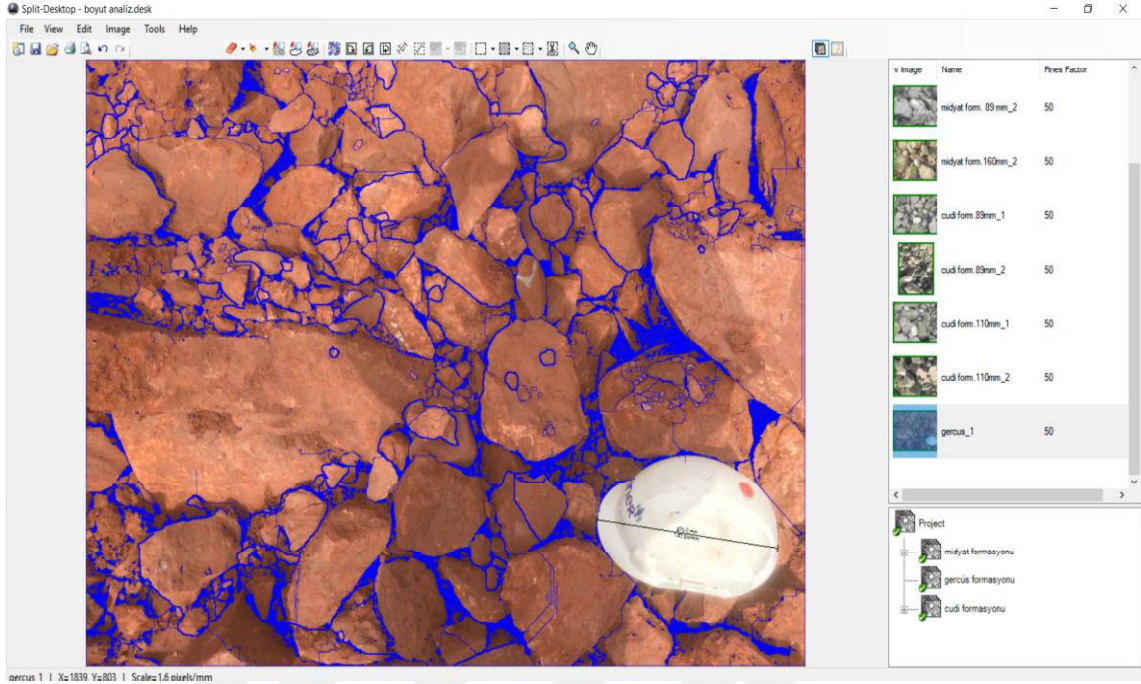 Split-Desktop - boyut analiz.desk
File View Edit Image Tools Help
v Image Name Fines Factor
midyat form. 89 mm_2 50
midyat form.160mm_2 50
cudi form.89mm_1 50
cudi form.89mm_2 50
cudi form.110mm_1 50
cudi form.110mm_2 50
gercus_1 50
Project
midyat formasyonu
gercüs formasyonu
cudi formasyonu
gercus_1 | X=1839, Y=803 | Scale=1,6 pixels/mm